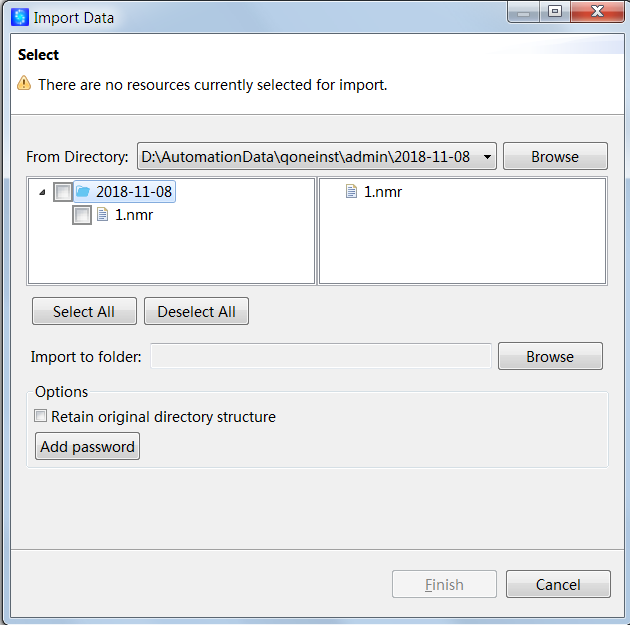 Import Data
Select
There are no resources currently selected for import.
From Directory: D:\AutomationData\qoneinst\admin\2018-11-08 Browse
2018-11-08 1.nmr
1.nmr
Select All Deselect All
Import to folder: Browse
Options
Retain original directory structure
Add password
Finish Cancel